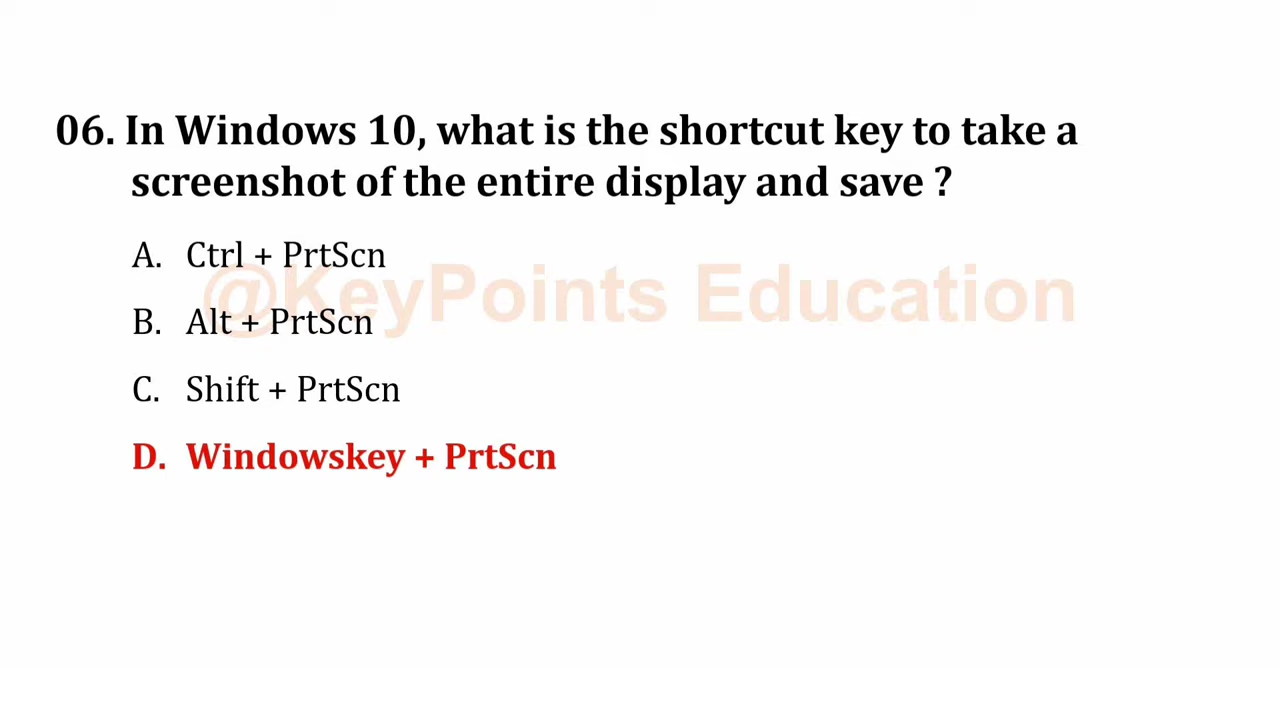 06. In Windows 10, what is the shortcut key to take a
screenshot of the entire display and save ?
A. Ctrl + PrtScn
@KeyPoints Education
B. Alt + PrtScn
C. Shift + PrtScn
D. Windowskey + PrtScn